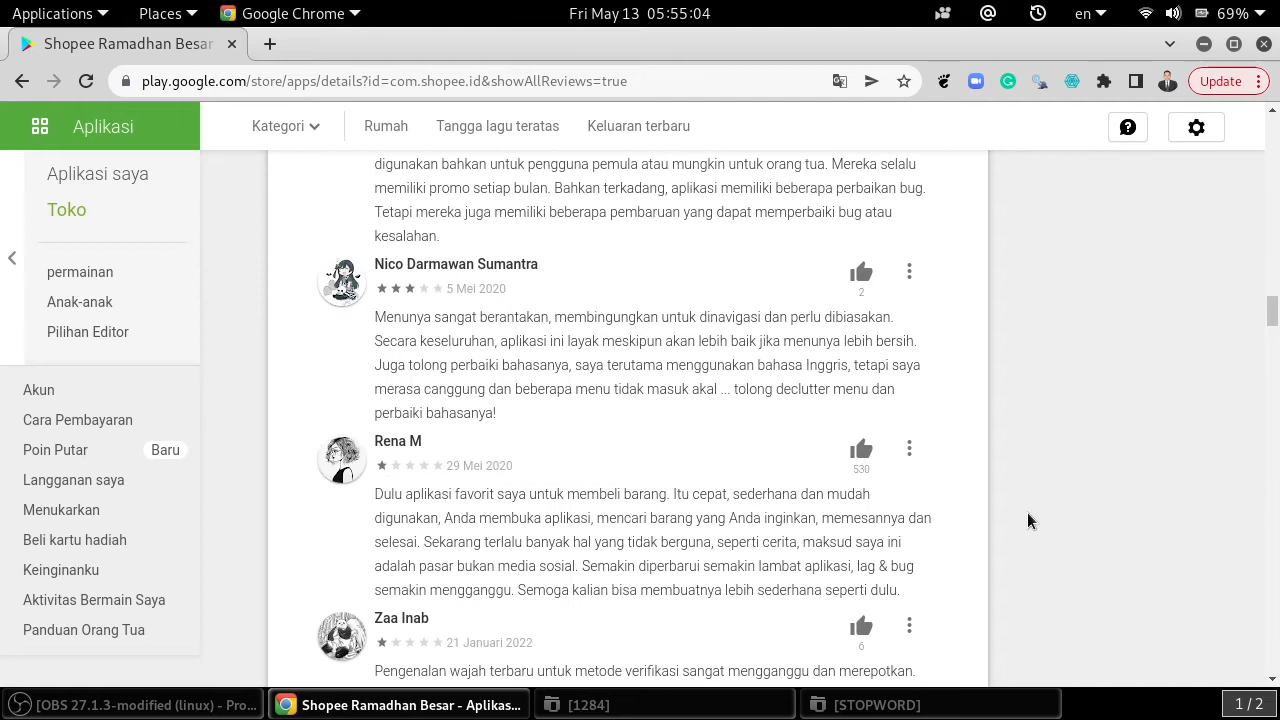 Applications Places Google Chrome Fri May 13 05:55:04 en 69%
Shopee Ramadhan Besar
play.google.com/store/apps/details?id=com.shopee.id&showAllReviews=true Update
Aplikasi Kategori Rumah Tangga lagu teratas Keluaran terbaru
Aplikasi saya
Toko
permainan
Anak-anak
Pilihan Editor
Akun
Cara Pembayaran
Poin Putar Baru
Langganan saya
Menukarkan
Beli kartu hadiah
Keinginanku
Aktivitas Bermain Saya
Panduan Orang Tua
digunakan bahkan untuk pengguna pemula atau mungkin untuk orang tua. Mereka selalu
memiliki promo setiap bulan. Bahkan terkadang, aplikasi memiliki beberapa perbaikan bug.
Tetapi mereka juga memiliki beberapa pembaruan yang dapat memperbaiki bug atau
kesalahan.
Nico Darmawan Sumantra
5 Mei 2020
2
Menunya sangat berantakan, membingungkan untuk dinavigasi dan perlu dibiasakan.
Secara keseluruhan, aplikasi ini layak meskipun akan lebih baik jika menunya lebih bersih.
Juga tolong perbaiki bahasanya, saya terutama menggunakan bahasa Inggris, tetapi saya
merasa canggung dan beberapa menu tidak masuk akal ... tolong declutter menu dan
perbaiki bahasanya!
Rena M
29 Mei 2020
530
Dulu aplikasi favorit saya untuk membeli barang. Itu cepat, sederhana dan mudah
digunakan, Anda membuka aplikasi, mencari barang yang Anda inginkan, memesannya dan
selesai. Sekarang terlalu banyak hal yang tidak berguna, seperti cerita, maksud saya ini
adalah pasar bukan media sosial. Semakin diperbarui semakin lambat aplikasi, lag & bug
semakin mengganggu. Semoga kalian bisa membuatnya lebih sederhana seperti dulu.
Zaa Inab
21 Januari 2022
6
Pengenalan wajah terbaru untuk metode verifikasi sangat mengganggu dan merepotkan.
[OBS 27.1.3-modified (linux) - Pro... Shopee Ramadhan Besar - Aplikas... [1284] [STOPWORD] 1 / 2